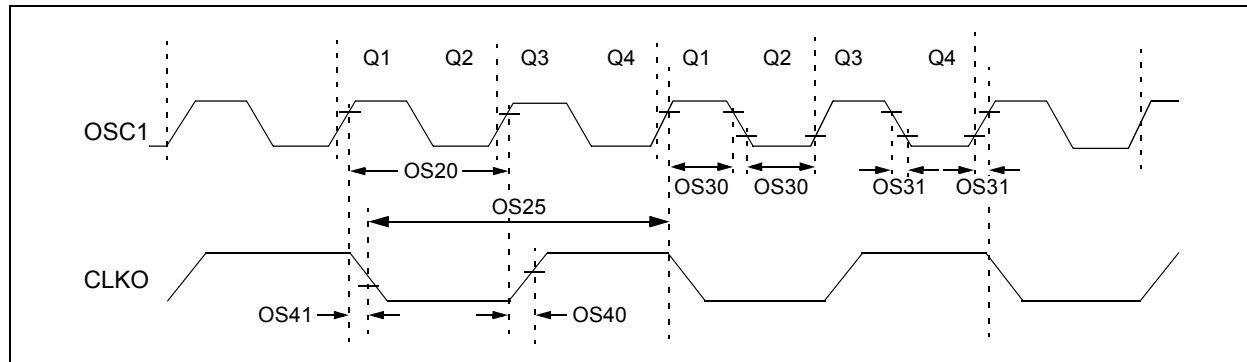 Q1 Q2 Q3 Q4 Q1 Q2 Q3 Q4
OSC1
OS20 OS30 OS30 OS31 OS31
OS25
CLKO
OS41 OS40